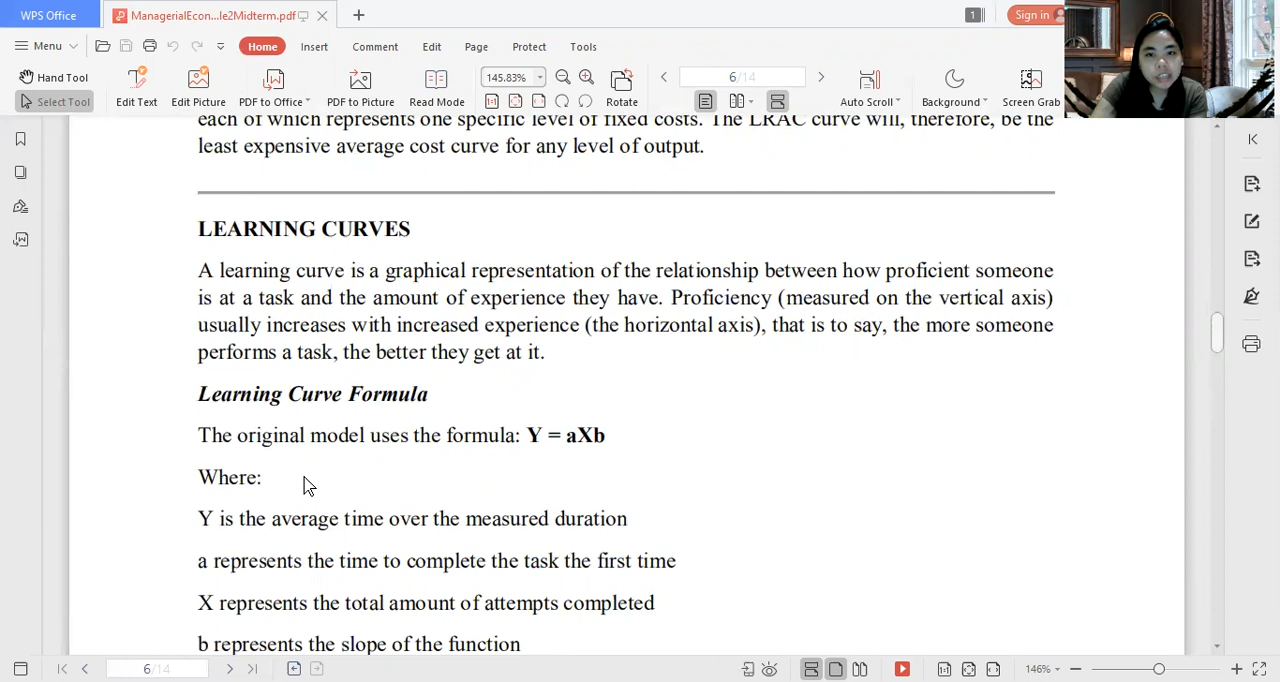 WPS Office
ManagerialEcon...le2Midterm.pdf
1
Sign in
Menu
Home
Insert
Comment
Edit
Page
Protect
Tools
Hand Tool
Select Tool
Edit Text
Edit Picture
PDF to Office
PDF to Picture
Read Mode
145.83%
Rotate
6/14
Auto Scroll
Background
Screen Grab
each of which represents one specific level of fixed costs. The LRAC curve will, therefore, be the
least expensive average cost curve for any level of output.
LEARNING CURVES
A learning curve is a graphical representation of the relationship between how proficient someone
is at a task and the amount of experience they have. Proficiency (measured on the vertical axis)
usually increases with increased experience (the horizontal axis), that is to say, the more someone
performs a task, the better they get at it.
Learning Curve Formula
The original model uses the formula: Y = aXb
Where:
Y is the average time over the measured duration
a represents the time to complete the task the first time
X represents the total amount of attempts completed
b represents the slope of the function
6/14
146%